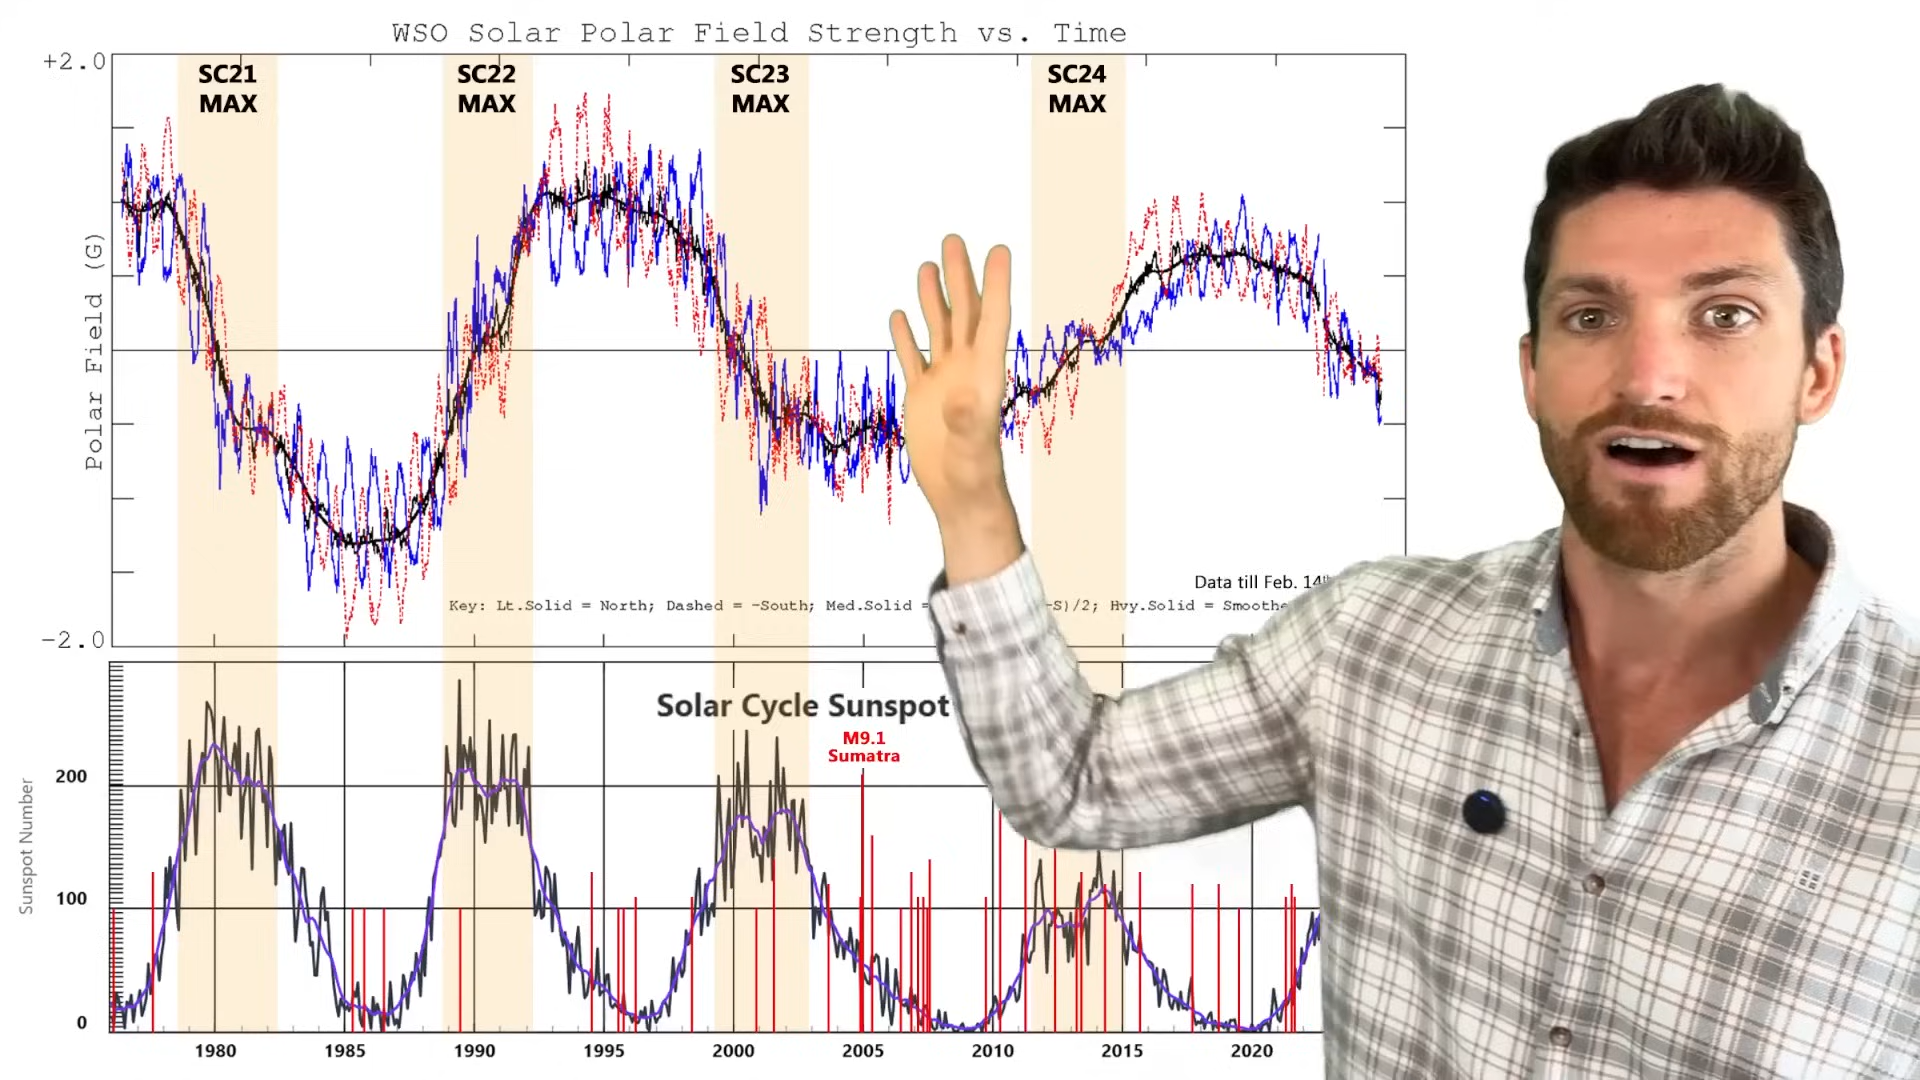 WSO Solar Polar Field Strength vs. Time
+2.0
SC21
MAX
SC22
MAX
SC23
MAX
SC24
MAX
Polar Field (G)
Data till Feb. 14th
Key: Lt.Solid = North; Dashed = -South; Med.Solid = -S)/2; Hvy.Solid =
-2.0
Solar Cycle Sunspot
M9.1
Sumatra
Sunspot Number
200
100
0
1980 1985 1990 1995 2000 2005 2010 2015 2020